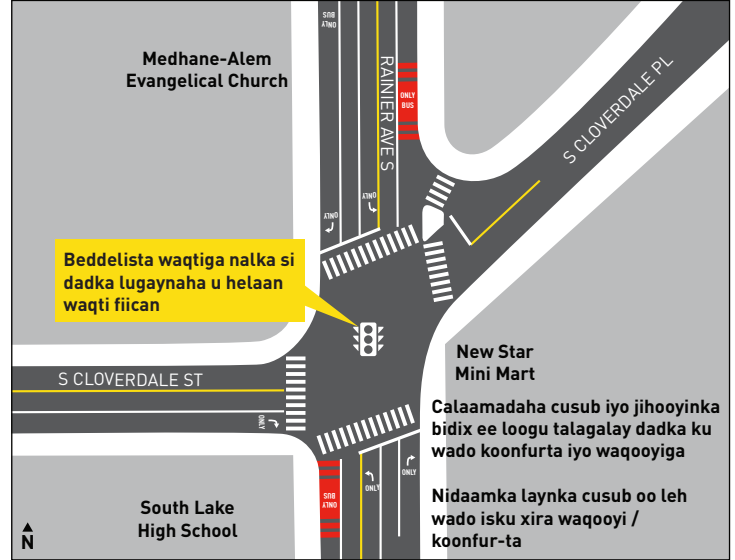 BUS
ONLY
Medhane-Alem
Evangelical Church
RAINIER AVE S
ONLY
BUS
S CLOVERDALE PL
ONLY
ONLY
Beddelista waqtiga nalka si
dadka lugaynaha u helaan
waqti fiican
S CLOVERDALE ST
ONLY
New Star
Mini Mart
Calaamadaha cusub iyo jihooyinka
bidix ee loogu talagalay dadka ku
wado koonfurta iyo waqooyiga
ONLY
ONLY
BUS
ONLY
South Lake
High School
Nidaamka laynka cusub oo leh
wado isku xira waqooyi /
koonfur-ta
N